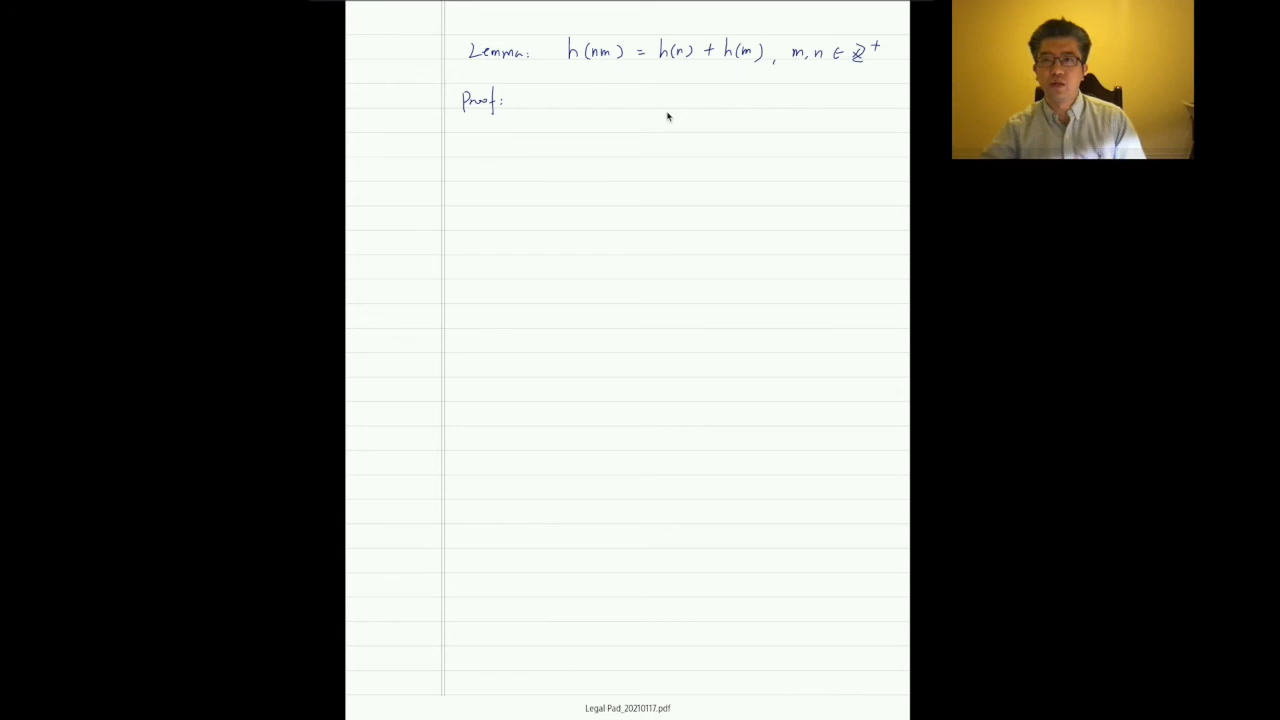 Lemma: h(nm) = h(n) + h(m), m, n ∈ ℤ⁺
Proof:
Legal Pad_20210117.pdf